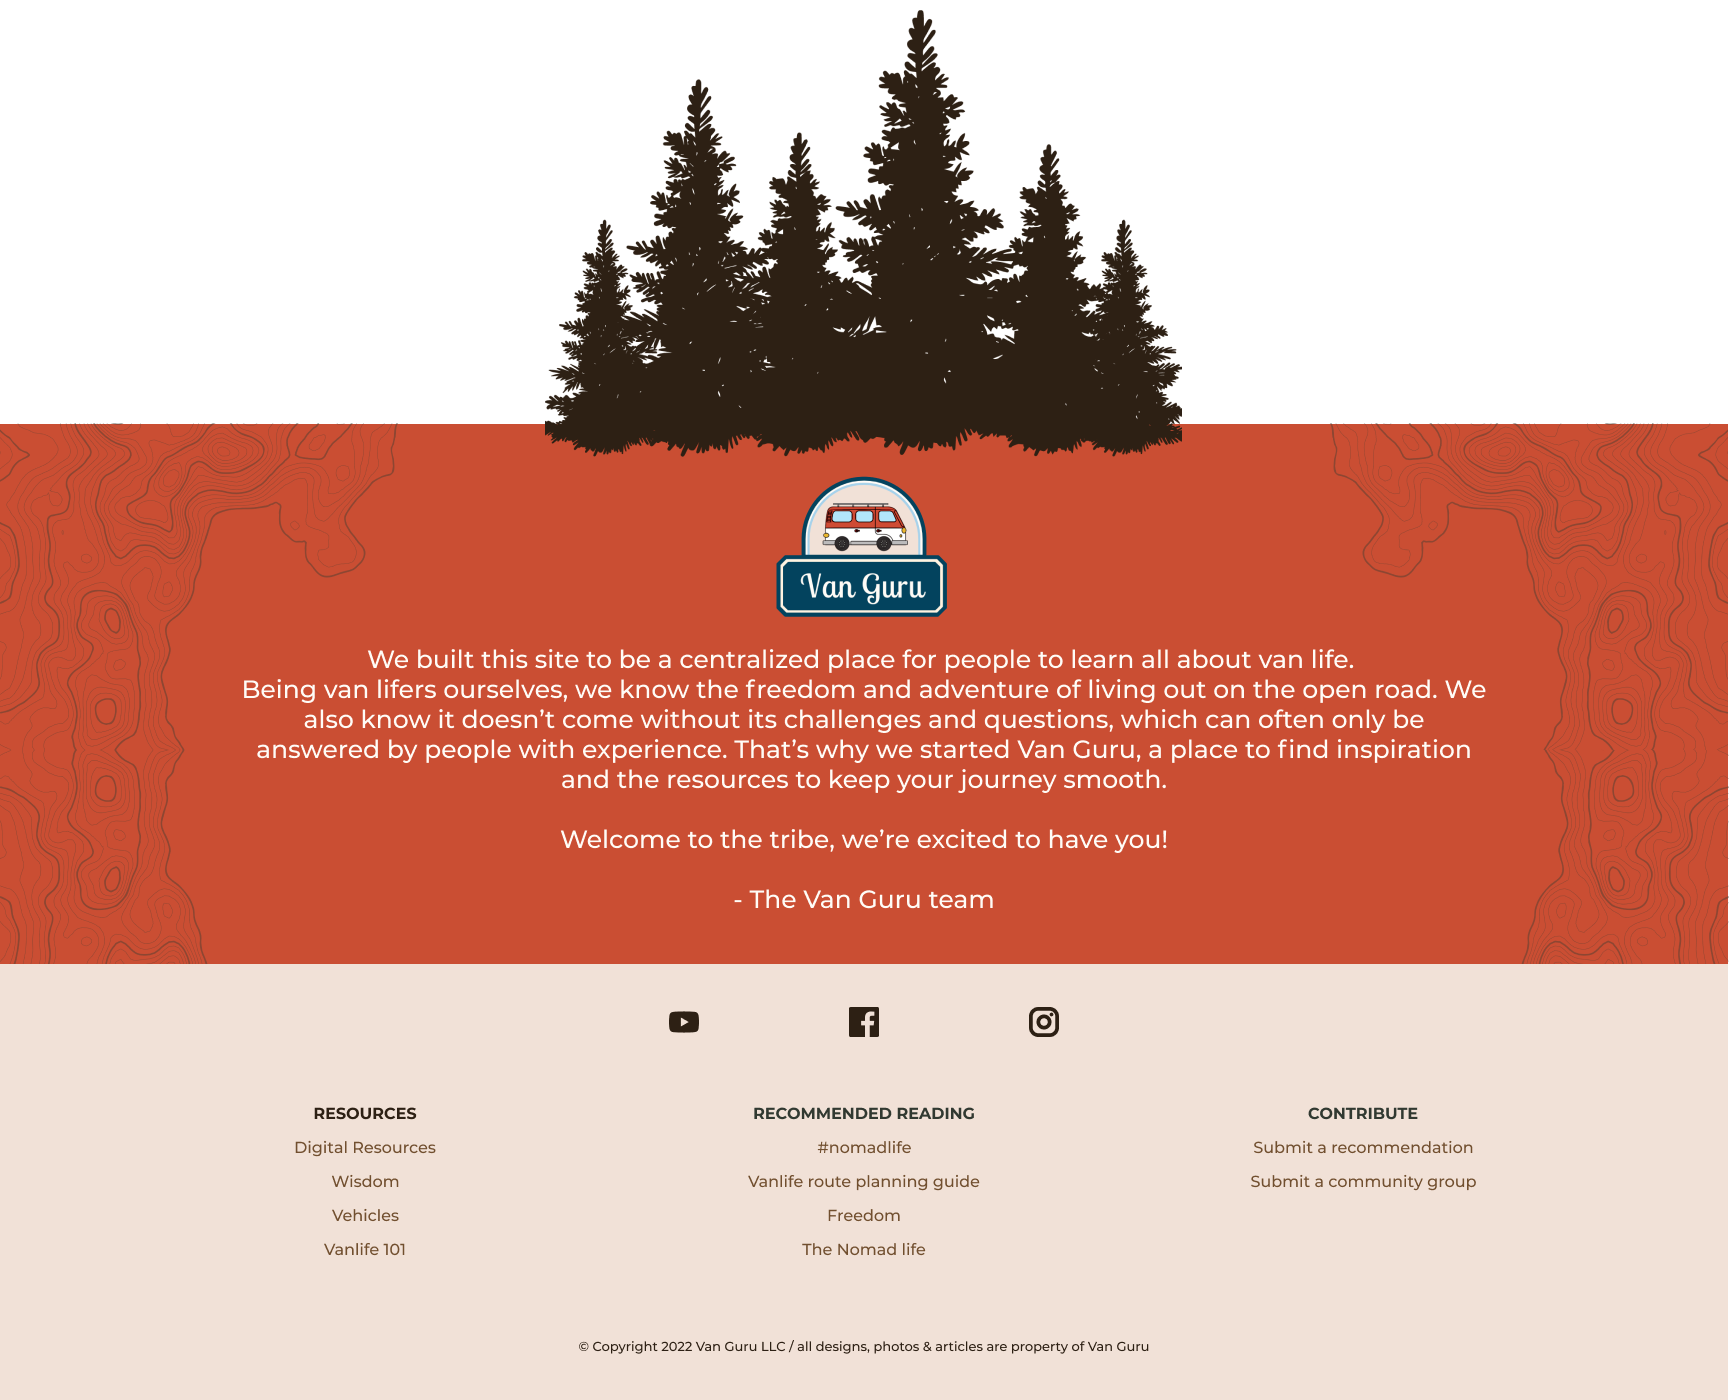 Van Guru
We built this site to be a centralized place for people to learn all about van life.
Being van lifers ourselves, we know the freedom and adventure of living out on the open road. We
also know it doesn’t come without its challenges and questions, which can often only be
answered by people with experience. That’s why we started Van Guru, a place to find inspiration
and the resources to keep your journey smooth.
Welcome to the tribe, we’re excited to have you!
- The Van Guru team
RESOURCES
Digital Resources
Wisdom
Vehicles
Vanlife 101
RECOMMENDED READING
#nomadlife
Vanlife route planning guide
Freedom
The Nomad life
CONTRIBUTE
Submit a recommendation
Submit a community group
© Copyright 2022 Van Guru LLC / all designs, photos & articles are property of Van Guru